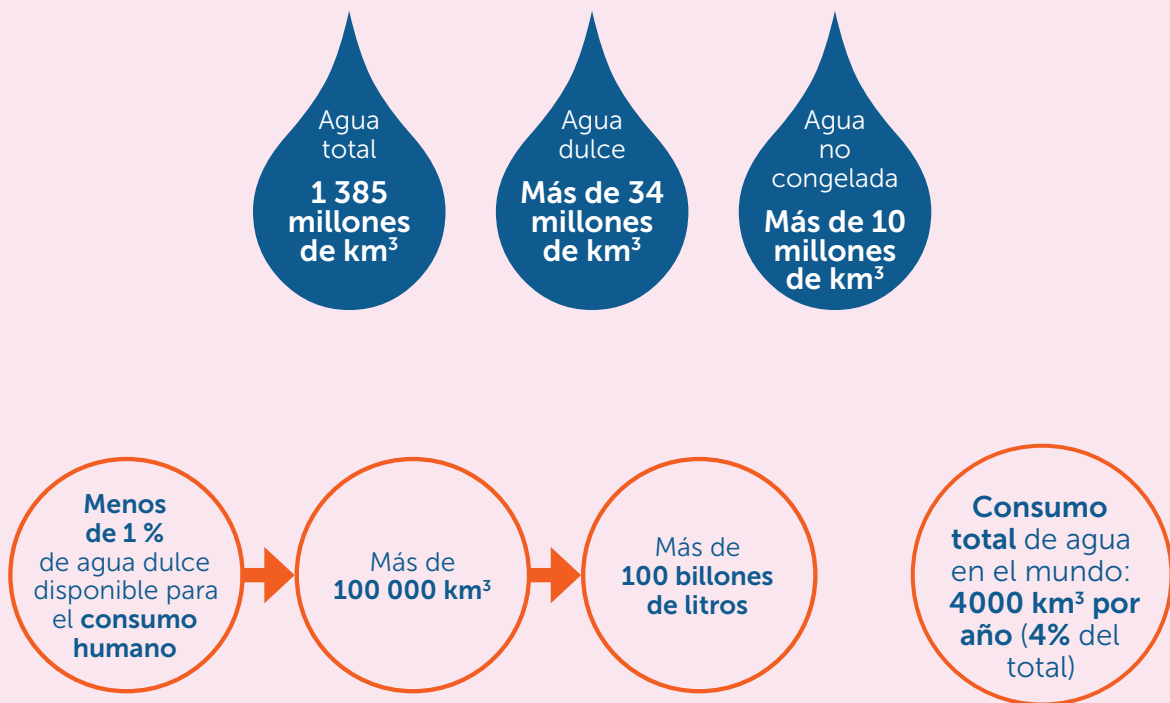 Agua
total
1 385
millones
de km³
Agua
dulce
Más de 34
millones
de km³
Agua
no
congelada
Más de 10
millones
de km³
Menos
de 1 %
de agua dulce
disponible para
el consumo
humano
Más de
100 000 km³
Más de
100 billones
de litros
Consumo
total de agua
en el mundo:
4000 km³ por
año (4% del
total)